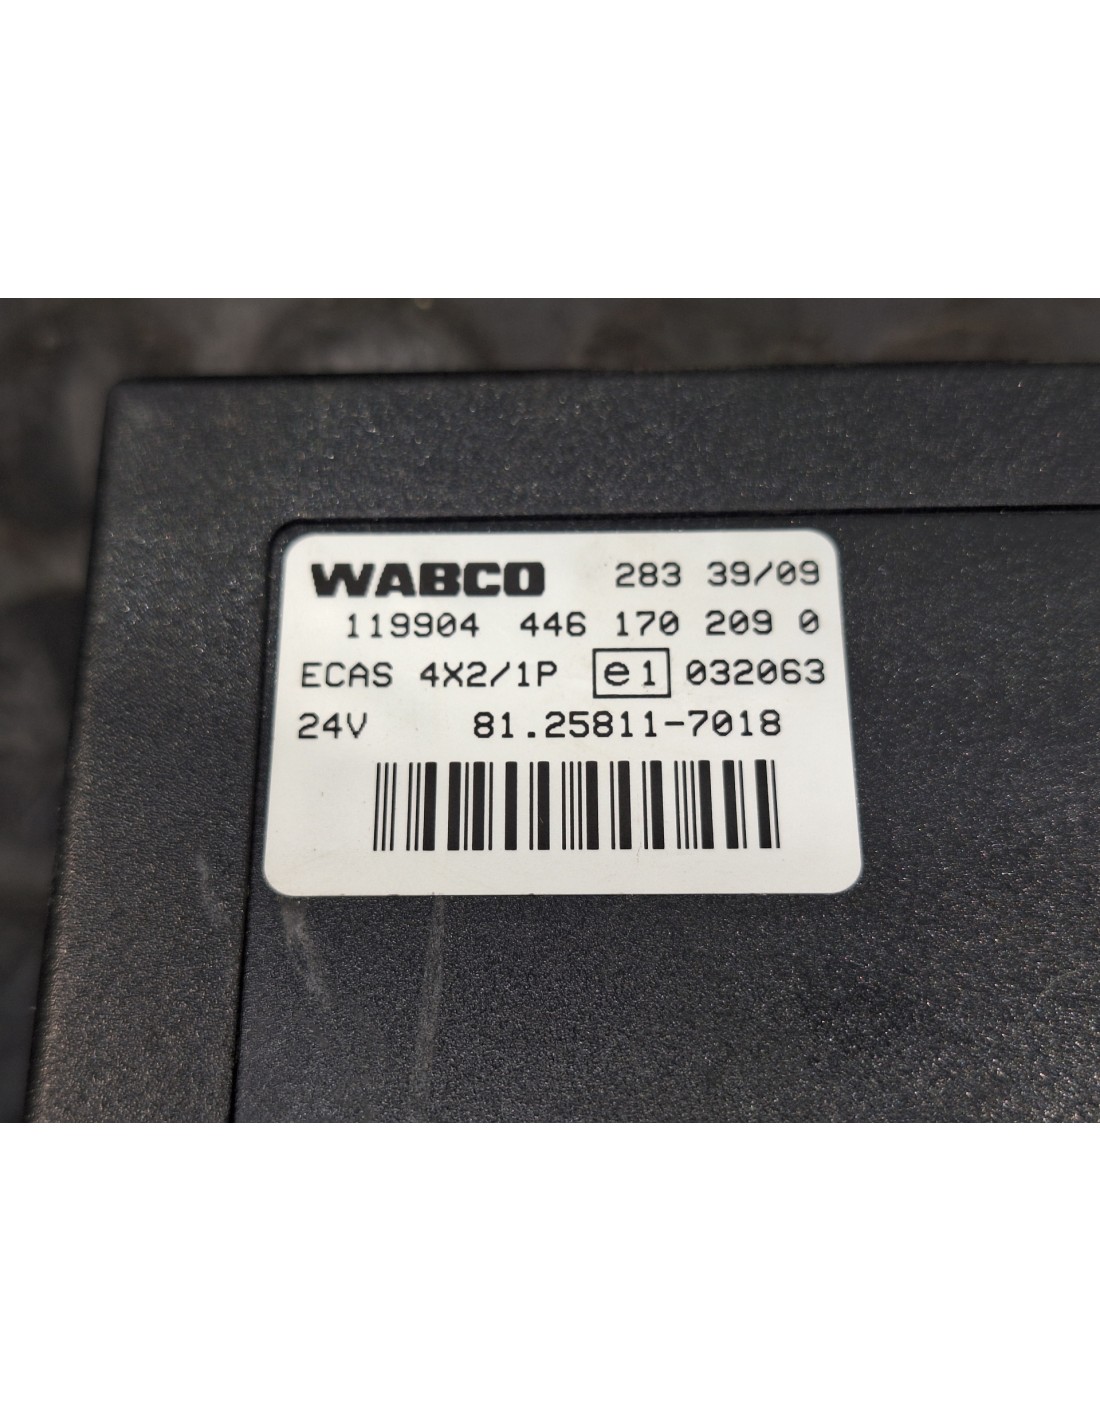 WABCO 283 39/09
119904 446 170 209 0
ECAS 4X2/1P e1 032063
24V 81.25811-7018